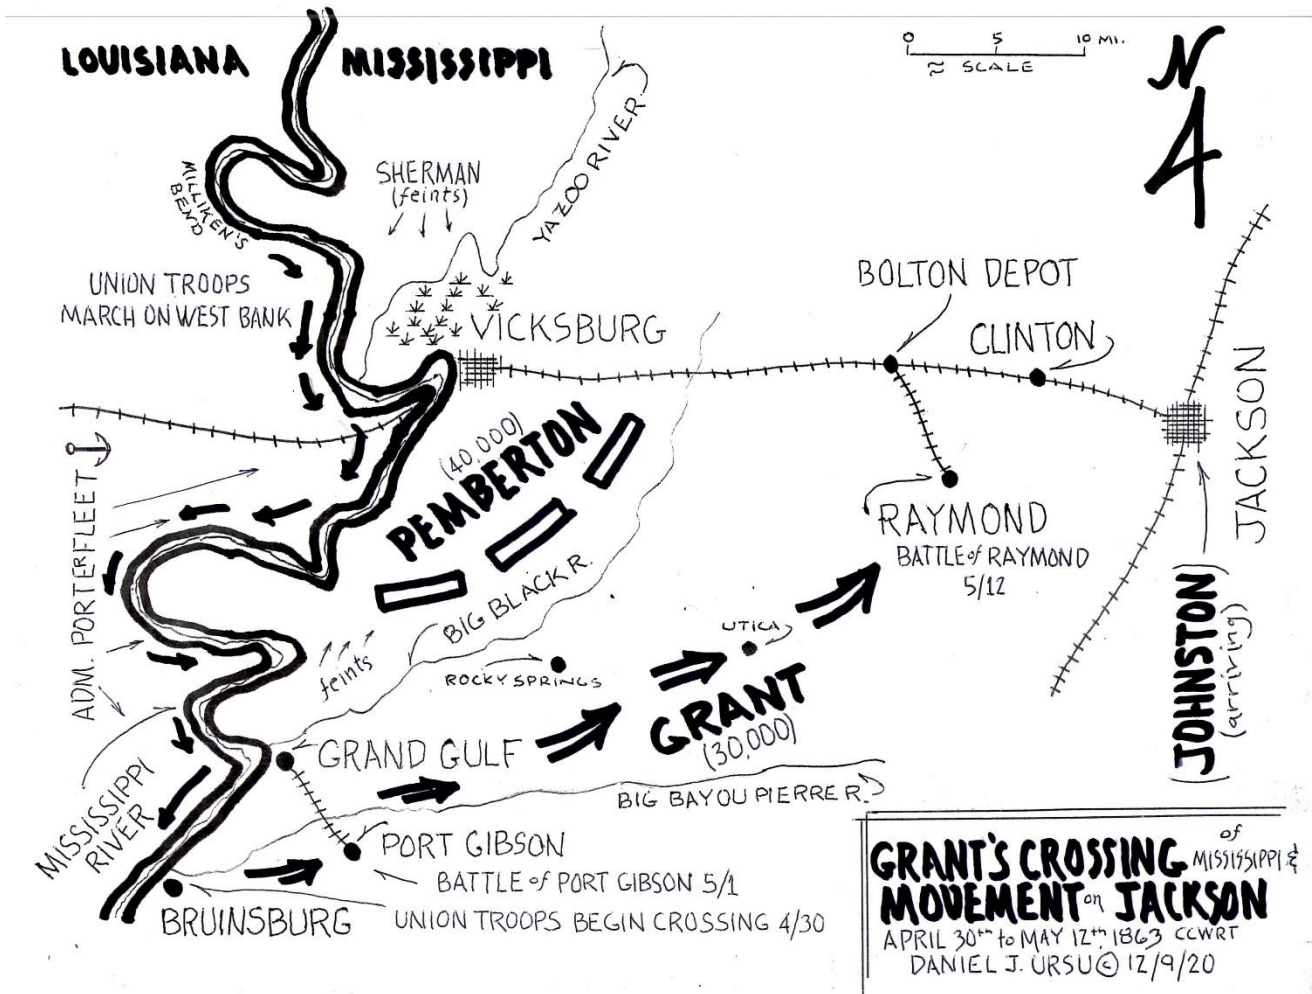 LOUISIANA
MISSISSIPPI
0 5 10 MI.
≈ SCALE
N
MILLIKEN'S
BEND
SHERMAN
(feints)
YAZOO RIVER
UNION TROOPS
MARCH ON WEST BANK
VICKSBURG
BOLTON DEPOT
CLINTON
JACKSON
(40,000)
PEMBERTON
RAYMOND
BATTLE of RAYMOND
5/12
ADM. PORTER FLEET
BIG BLACK R.
feints
ROCKY SPRINGS
UTICA
GRANT
(30,000)
(JOHNSTON)
(arriving)
GRAND GULF
BIG BAYOU PIERRE R.
MISSISSIPPI
RIVER
PORT GIBSON
BATTLE of PORT GIBSON 5/1
UNION TROOPS BEGIN CROSSING 4/30
BRUINSBURG
GRANT'S CROSSING of MISSISSIPPI &
MOVEMENT on JACKSON
APRIL 30th to MAY 12th 1863 CCWRT
DANIEL J. URSU © 12/9/20